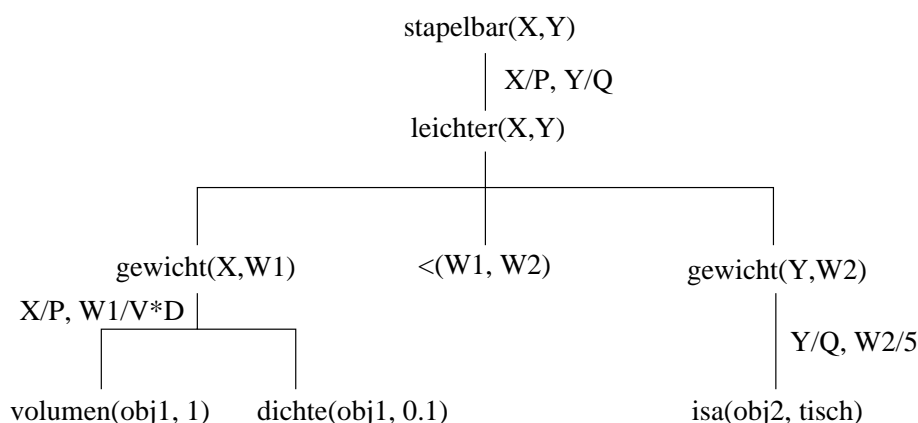 stapelbar(X,Y)
X/P, Y/Q
leichter(X,Y)
gewicht(X,W1)
<(W1, W2)
gewicht(Y,W2)
X/P, W1/V*D
Y/Q, W2/5
volumen(obj1, 1)
dichte(obj1, 0.1)
isa(obj2, tisch)